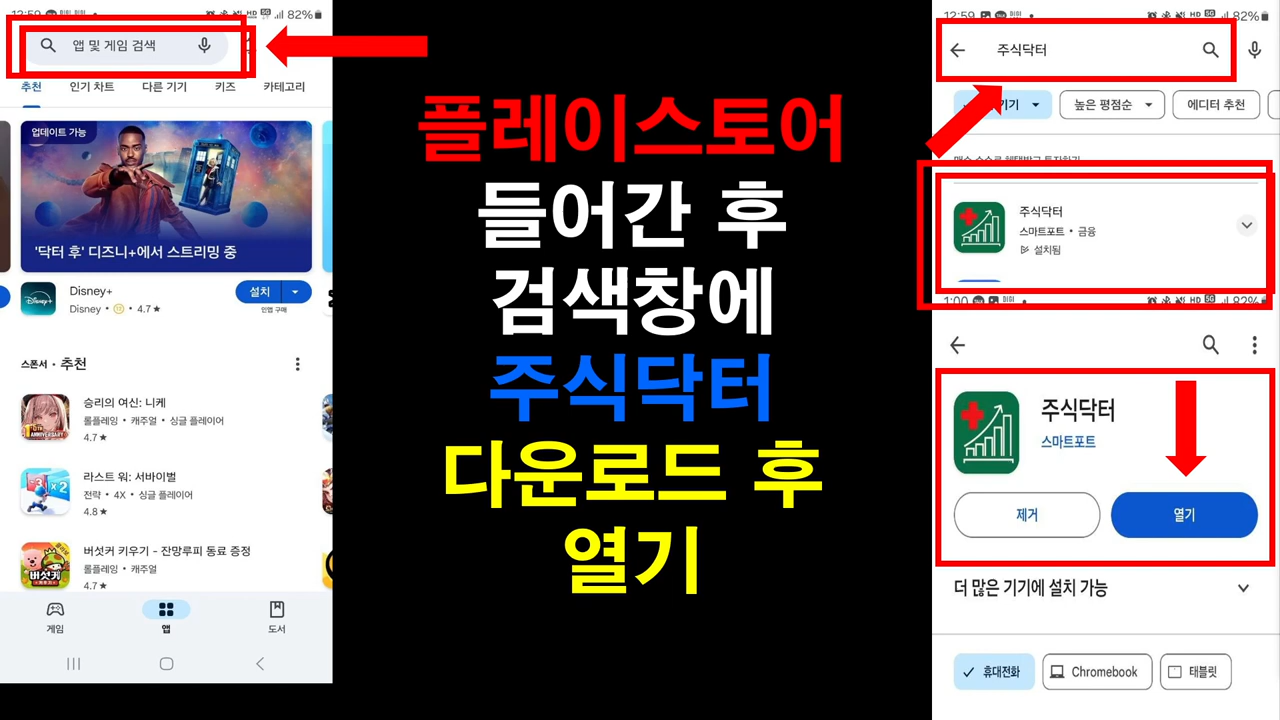 12:59
82%
앱 및 게임 검색
추천 인기 차트 다른 기기 키즈 카테고리
업데이트 가능
'닥터 후' 디즈니+에서 스트리밍 중
Disney+
Disney+
Disney • 4.7★
설치
인앱 구매
스폰서 • 추천
승리의 여신: 니케
롤플레잉 • 캐주얼 • 싱글 플레이어
4.7★
라스트 워: 서바이벌
전략 • 4X • 싱글 플레이어
4.8★
버섯커 키우기 - 잔망루피 동료 증정
롤플레잉 • 캐주얼
4.7★
게임 앱 도서
플레이스토어
들어간 후
검색창에
주식닥터
다운로드 후
열기
12:59 82%
주식닥터
기기 높은 평점순 에디터 추천
주식닥터
스마트포트 • 금융
설치됨
1:00 82%
주식닥터
스마트포트
제거 열기
더 많은 기기에 설치 가능
휴대전화 Chromebook 태블릿